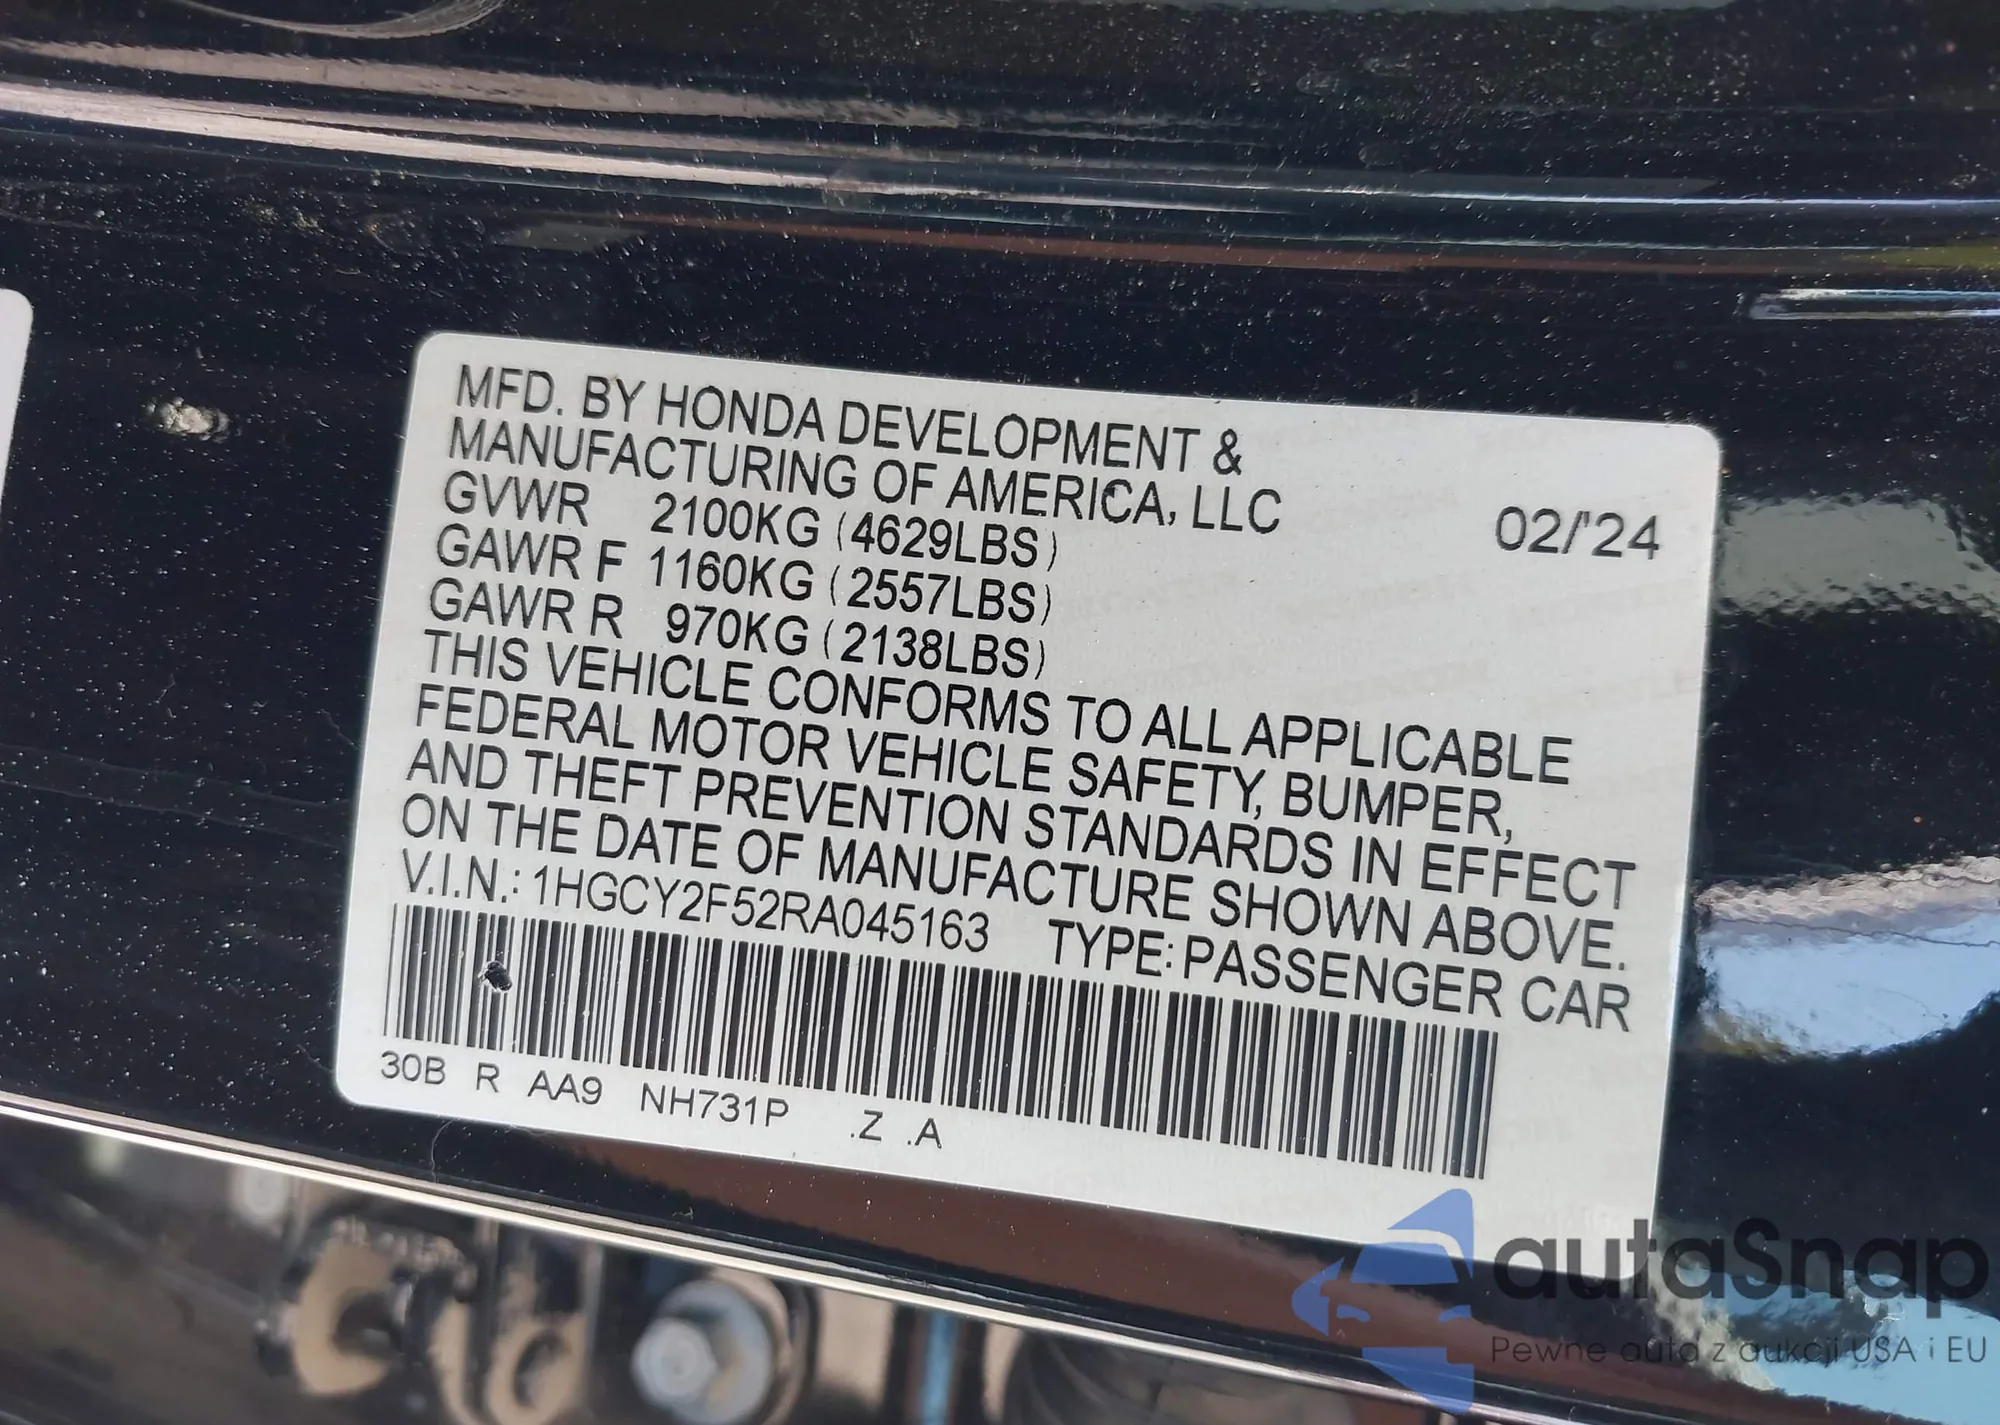 MFD. BY HONDA DEVELOPMENT &
MANUFACTURING OF AMERICA, LLC
GVWR 2100KG (4629LBS) 02/'24
GAWR F 1160KG (2557LBS)
GAWR R 970KG (2138LBS)
THIS VEHICLE CONFORMS TO ALL APPLICABLE
FEDERAL MOTOR VEHICLE SAFETY, BUMPER,
AND THEFT PREVENTION STANDARDS IN EFFECT
ON THE DATE OF MANUFACTURE SHOWN ABOVE.
V.I.N.: 1HGCY2F52RA045163 TYPE: PASSENGER CAR
30B R AA9 NH731P .Z .A
autaSnap
Pewne auta z aukcji USA i EU